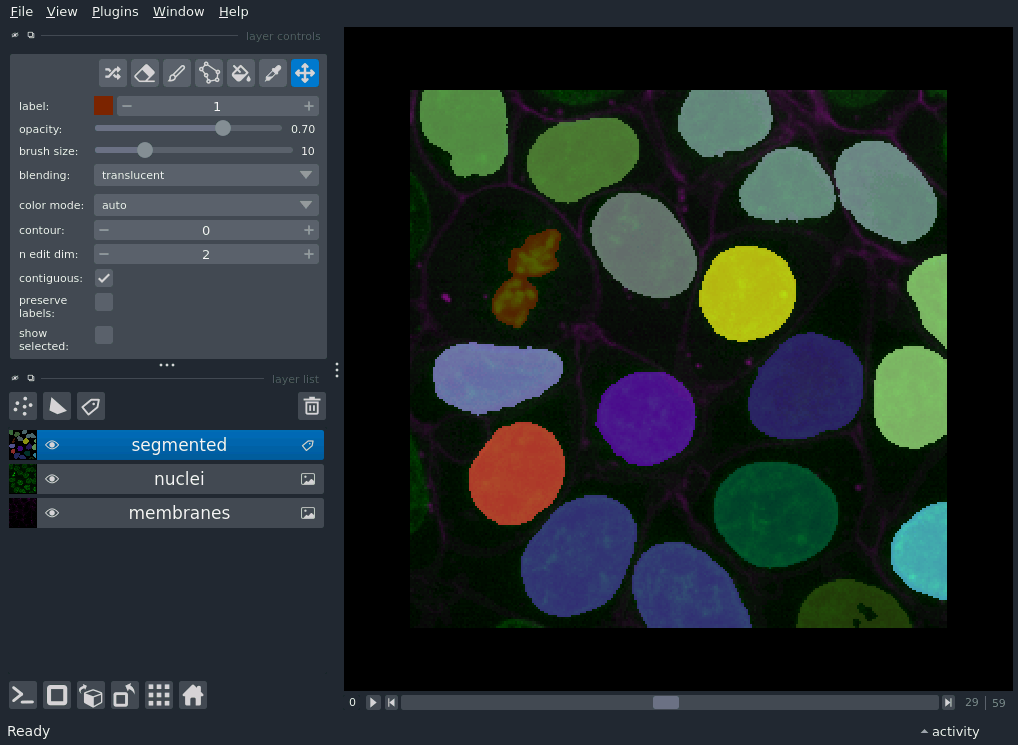 File View Plugins Window Help
layer controls
label: 1
opacity: 0.70
brush size: 10
blending: translucent
color mode: auto
contour: 0
n edit dim: 2
contiguous:
preserve
labels:
show
selected:
layer list
segmented
nuclei
membranes
0 29 59
Ready activity